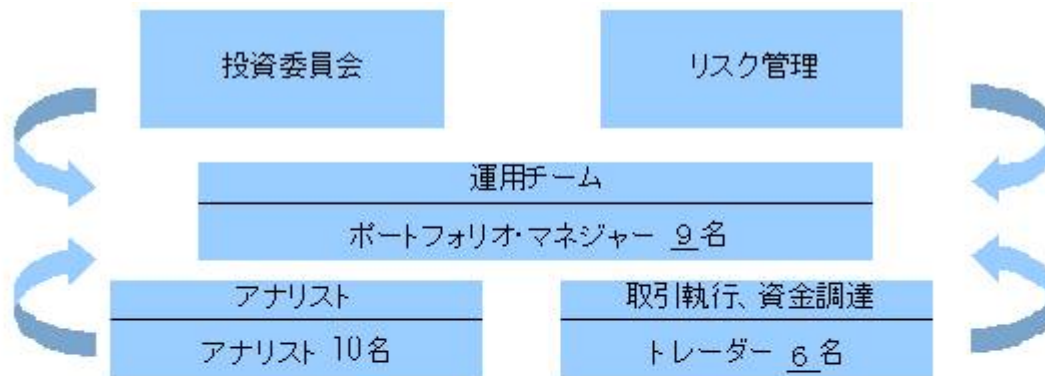 投資委員会
リスク管理
運用チーム
ポートフォリオ・マネジャー 9名
アナリスト
アナリスト 10名
取引執行、資金調達
トレーダー 6名